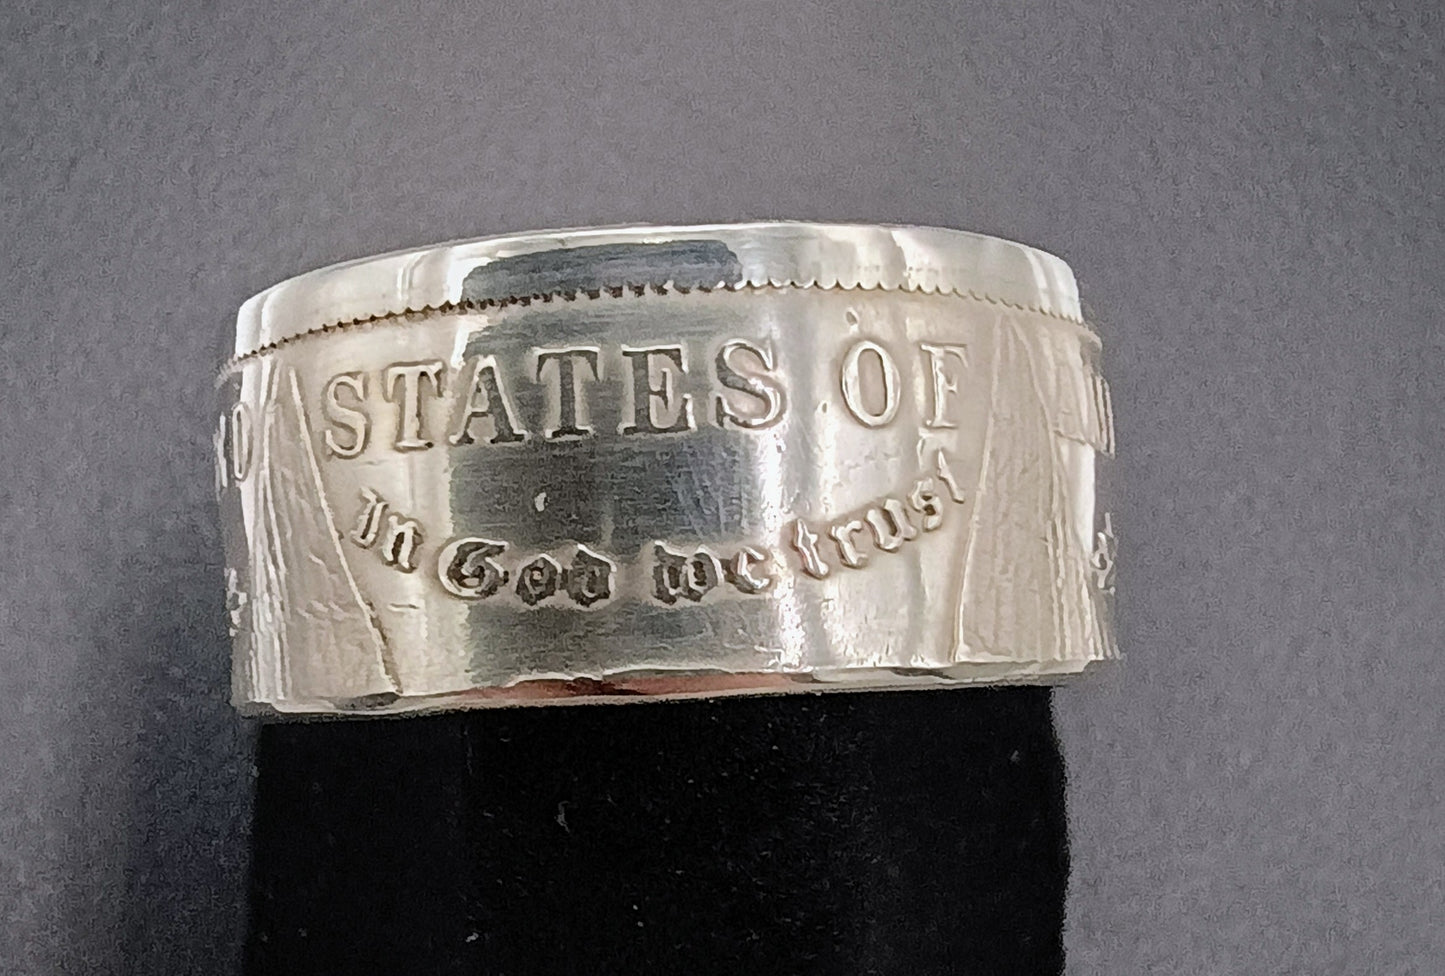 STATES OF
In God we trust